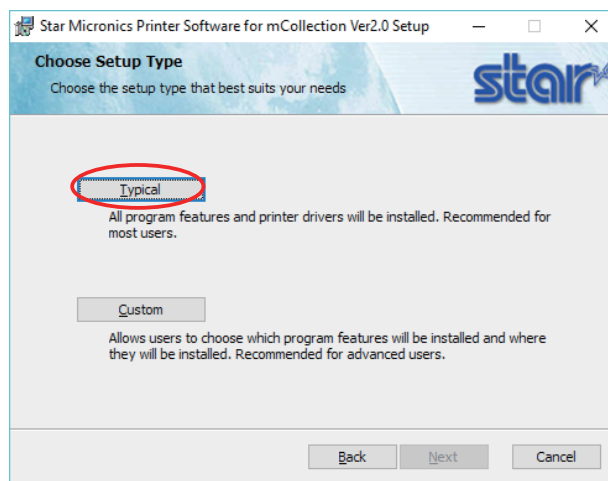 Star Micronics Printer Software for mCollection Ver2.0 Setup
Choose Setup Type
Choose the setup type that best suits your needs
star
Typical
All program features and printer drivers will be installed. Recommended for
most users.
Custom
Allows users to choose which program features will be installed and where
they will be installed. Recommended for advanced users.
Back Next Cancel